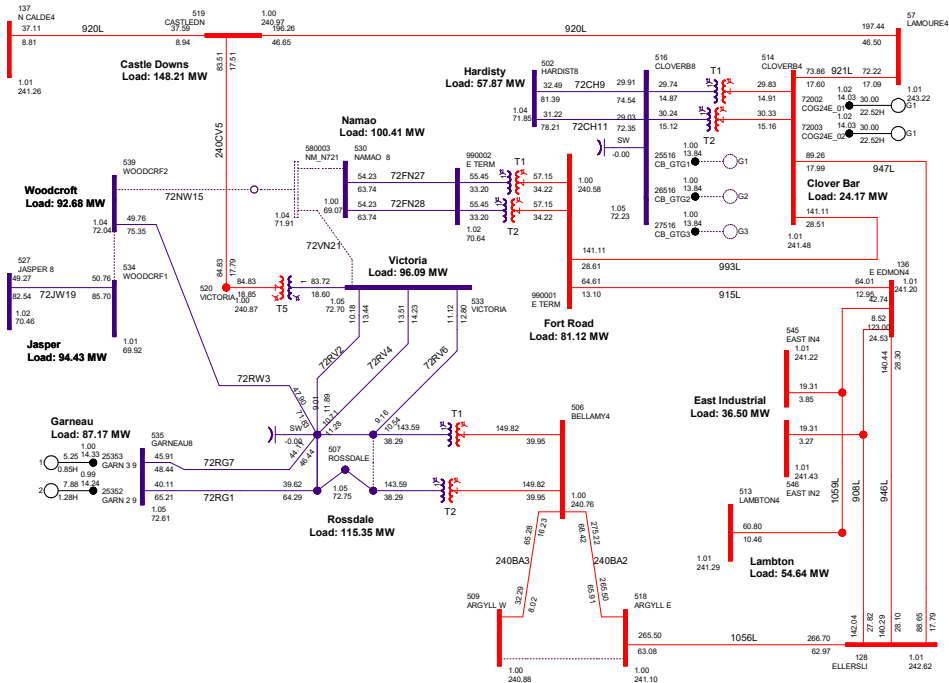 137
N CALDE4
37.11
8.81
1.01
241.26
920L
519
CASTLEDN
37.59
8.94
1.00
240.97
196.26
46.65
920L
57
LAMOURE4
197.44
46.50
1.01
243.22
Castle Downs
Load: 148.21 MW
83.51
17.51
240CV5
84.83
17.79
Hardisty
Load: 57.87 MW
502
HARDIST8
32.49
81.39
31.22
78.21
1.04
71.85
72CH9
72CH11
29.91
74.54
29.03
72.35
SW
-0.00
516
CLOVERB8
29.74
14.87
30.24
15.12
1.05
72.23
T1
T2
29.83
14.91
30.33
15.16
514
CLOVERB4
73.86
17.60
921L
72.22
17.09
72002
COG24E_01
1.02
14.03
30.00
22.52H
G1
72003
COG24E_02
1.02
14.03
30.00
22.52H
G1
89.26
17.99
947L
Clover Bar
Load: 24.17 MW
141.11
28.51
1.01
241.48
25516
CB_GTG1
1.00
13.84
G1
26516
CB_GTG2
1.00
13.84
G2
27516
CB_GTG3
1.00
13.84
G3
Namao
Load: 100.41 MW
580003
NM_N721
1.04
71.91
530
NAMAO 8
1.00
69.07
54.23
63.74
54.23
63.74
72FN27
72FN28
990002
E TERM
55.45
33.20
55.45
33.20
1.02
70.64
T1
T2
57.15
34.22
57.15
34.22
1.00
240.58
141.11
28.61
993L
64.61
13.10
915L
64.01
12.95
990001
E TERM
Fort Road
Load: 81.12 MW
539
WOODCRF2
Woodcroft
Load: 92.68 MW
1.04
72.04
49.76
75.35
72NW15
72VN21
527
JASPER 8
49.27
82.54
72JW19
50.76
85.70
534
WOODCRF1
1.02
70.46
1.01
69.92
Jasper
Load: 94.43 MW
Victoria
Load: 96.09 MW
520
VICTORIA
84.83
18.85
1.00
240.87
T5
1
83.72
18.60
1.05
72.70
533
VICTORIA
10.18
13.44
13.51
14.23
11.12
12.80
72RV2
72RV4
72RV6
72RW3
47.90
71.83
9.01
11.89
10.71
11.28
9.16
10.54
136
E EDMON4
1.01
241.20
42.74
8.52
123.00
24.53
140.44
28.30
545
EAST IN4
1.01
241.22
19.31
3.85
East Industrial
Load: 36.50 MW
19.31
3.27
1.01
241.43
546
EAST IN2
513
LAMBTON4
60.80
10.46
1.01
241.29
Lambton
Load: 54.64 MW
1059L
908L
946L
Garneau
Load: 87.17 MW
535
GARNEAU8
1
5.25
0.85H
1.00
14.33
25353
GARN 3 9
2
7.88
1.28H
0.99
14.24
25352
GARN 2 9
45.91
48.44
72RG7
44.11
46.44
40.11
65.21
72RG1
39.62
64.29
1.05
72.61
SW
-0.00
507
ROSSDALE
1.05
72.75
143.59
38.29
143.59
38.29
T1
T2
149.82
39.95
149.82
39.95
Rossdale
Load: 115.35 MW
506
BELLAMY4
1.00
240.76
65.28
16.23
275.22
68.42
240BA3
240BA2
32.29
8.02
265.50
65.91
509
ARGYLL W
1.00
240.88
518
ARGYLL E
1.00
241.10
265.50
63.08
1056L
266.70
62.97
142.04
27.82
140.29
28.10
88.65
17.79
128
ELLERSLI
1.01
242.62